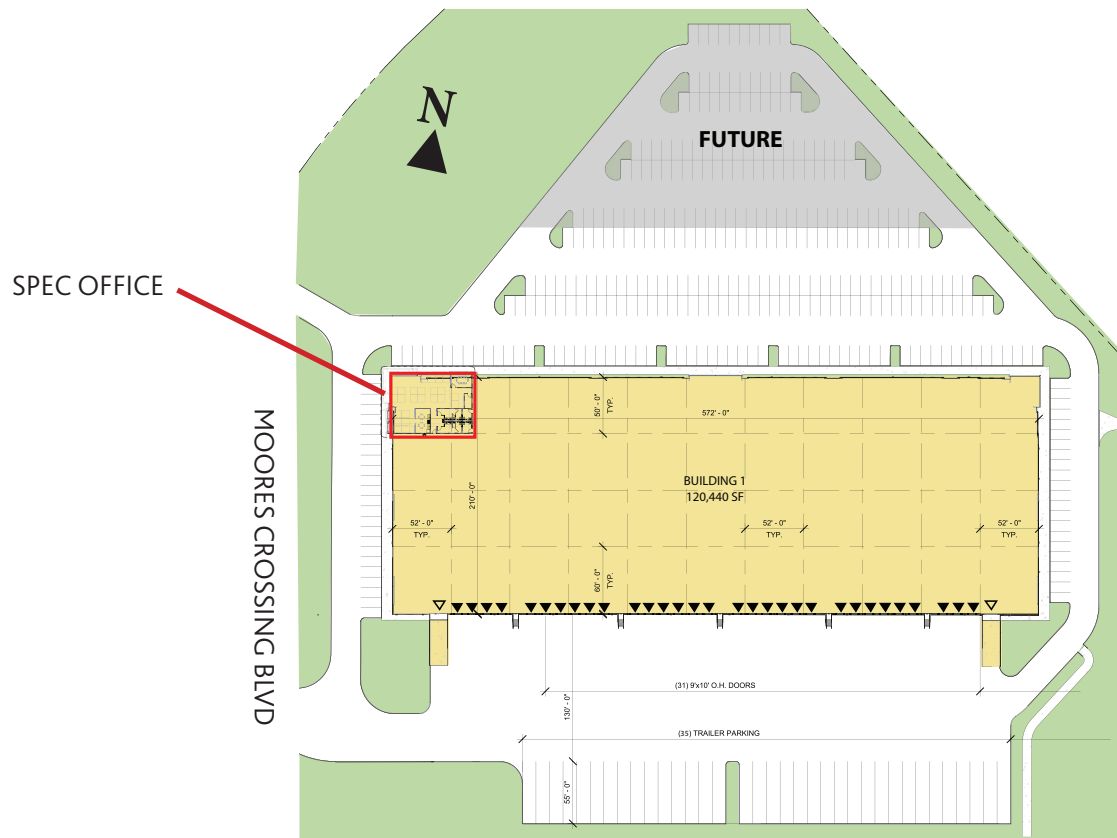 N
FUTURE
SPEC OFFICE
MOORES CROSSING BLVD
50' - 0"
TYP.
572' - 0"
210' - 0"
BUILDING 1
120,440 SF
52' - 0"
TYP.
52' - 0"
TYP.
52' - 0"
TYP.
60' - 0"
TYP.
(31) 9'x10' O.H. DOORS
130' - 0"
(35) TRAILER PARKING
55' - 0"